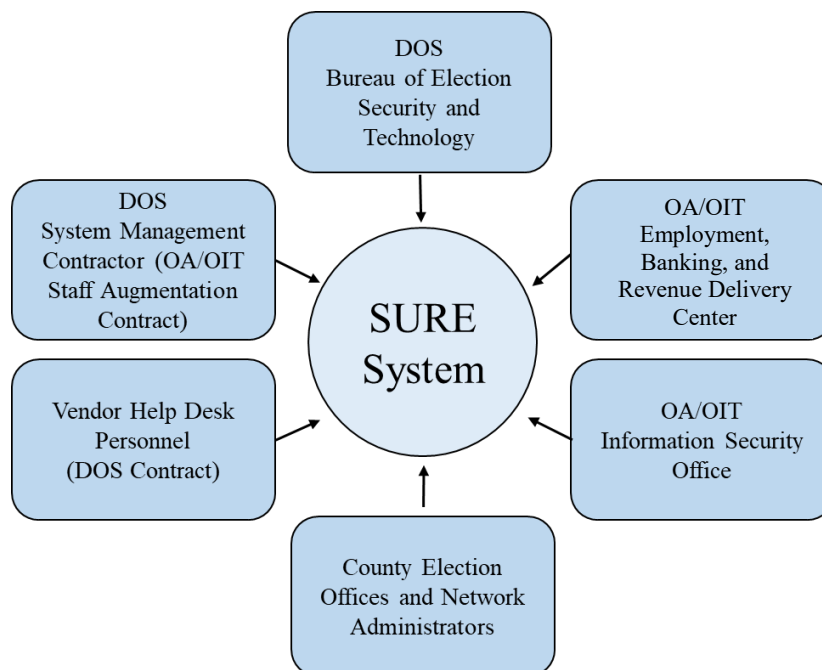 DOS
Bureau of Election
Security and
Technology
DOS
System Management
Contractor (OA/OIT
Staff Augmentation
Contract)
OA/OIT
Employment,
Banking, and
Revenue Delivery
Center
SURE
System
Vendor Help Desk
Personnel
(DOS Contract)
OA/OIT
Information Security
Office
County Election
Offices and Network
Administrators